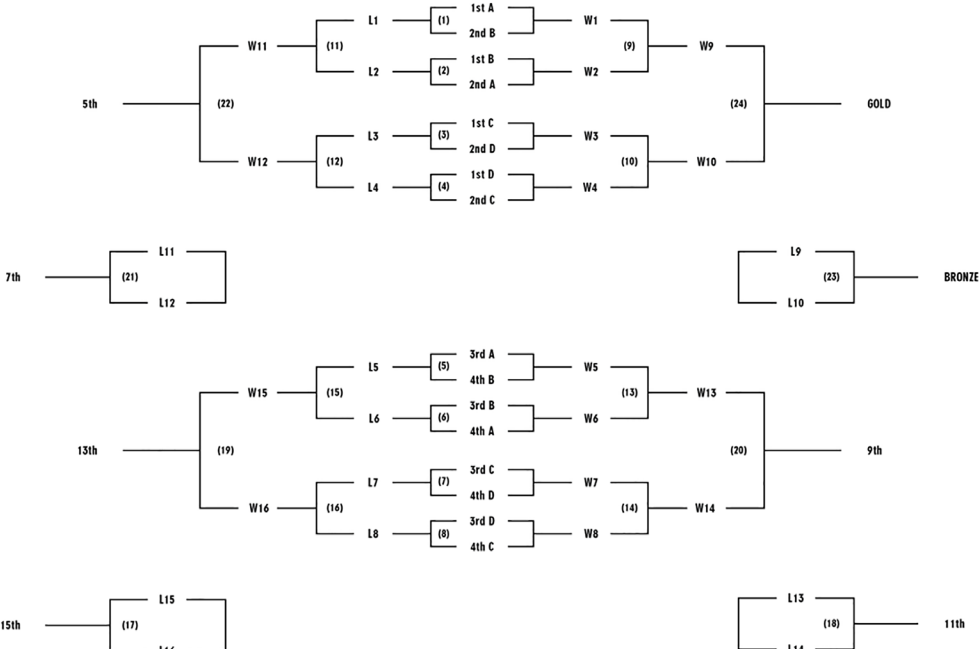 L1 (1) 1st A W1
2nd B
W11 (11) (9) W9
L2 (2) 1st B W2
2nd A
5th (22) (24) GOLD
L3 (3) 1st C W3
2nd D
W12 (12) (10) W10
L4 (4) 1st D W4
2nd C
L11 L9
7th (21) (23) BRONZE
L12 L10
3rd A
L5 (5) W5
4th B
W15 (15) (13) W13
3rd B
L6 (6) W6
4th A
13th (19) (20) 9th
3rd C
L7 (7) W7
4th D
W16 (16) (14) W14
3rd D
L8 (8) W8
4th C
L15 L13
15th (17) (18) 11th